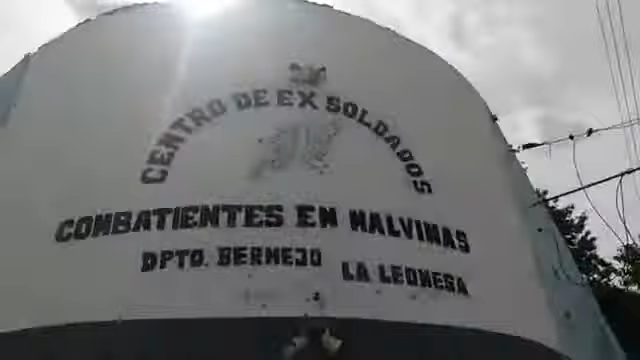 CENTRO DE EX SOLDADOS
COMBATIENTES EN MALVINAS
DPTO. BERMEJO LA LEONESA